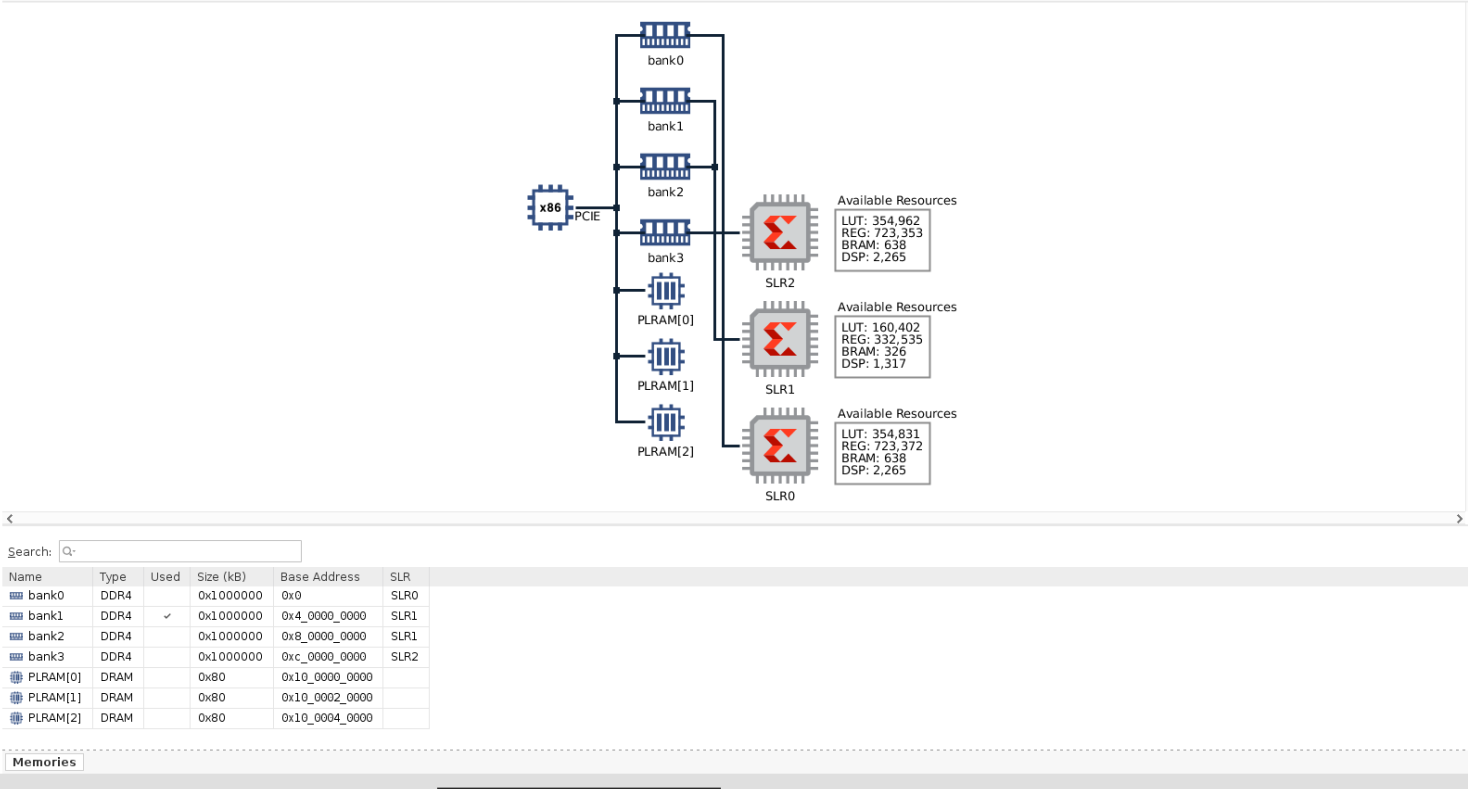 bank0
bank1
bank2
x86
PCIE
bank3
PLRAM[0]
PLRAM[1]
PLRAM[2]
Available Resources
LUT: 354,962
REG: 723,353
BRAM: 638
DSP: 2,265
SLR2
Available Resources
LUT: 160,402
REG: 332,535
BRAM: 326
DSP: 1,317
SLR1
Available Resources
LUT: 354,831
REG: 723,372
BRAM: 638
DSP: 2,265
SLR0
Search:
Name Type Used Size (kB) Base Address SLR
bank0 DDR4 0x1000000 0x0 SLR0
bank1 DDR4 ✓ 0x1000000 0x4_0000_0000 SLR1
bank2 DDR4 0x1000000 0x8_0000_0000 SLR1
bank3 DDR4 0x1000000 0xc_0000_0000 SLR2
PLRAM[0] DRAM 0x80 0x10_0000_0000
PLRAM[1] DRAM 0x80 0x10_0002_0000
PLRAM[2] DRAM 0x80 0x10_0004_0000
Memories